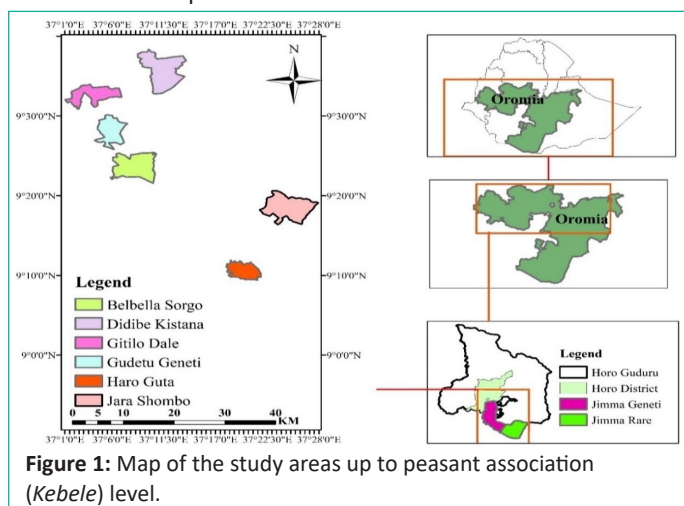 37°1'0"E 37°6'0"E 37°11'30"E 37°17'0"E 37°22'30"E 37°28'0"E
N
9°30'0"N
9°20'0"N
9°10'0"N
9°0'0"N
Legend
Belbella Sorgo
Didibe Kistana
Gitilo Dale
Gudetu Geneti
Haro Guta
Jara Shombo
0 5 10 20 30 40
KM
37°1'0"E 37°6'0"E 37°11'30"E 37°17'0"E 37°22'30"E 37°28'0"E
9°30'0"N
9°20'0"N
9°10'0"N
9°0'0"N
Oromia
Oromia
Legend
Horo Guduru
Horo District
Jimma Geneti
Jimma Rare
Figure 1: Map of the study areas up to peasant association
(Kebele) level.